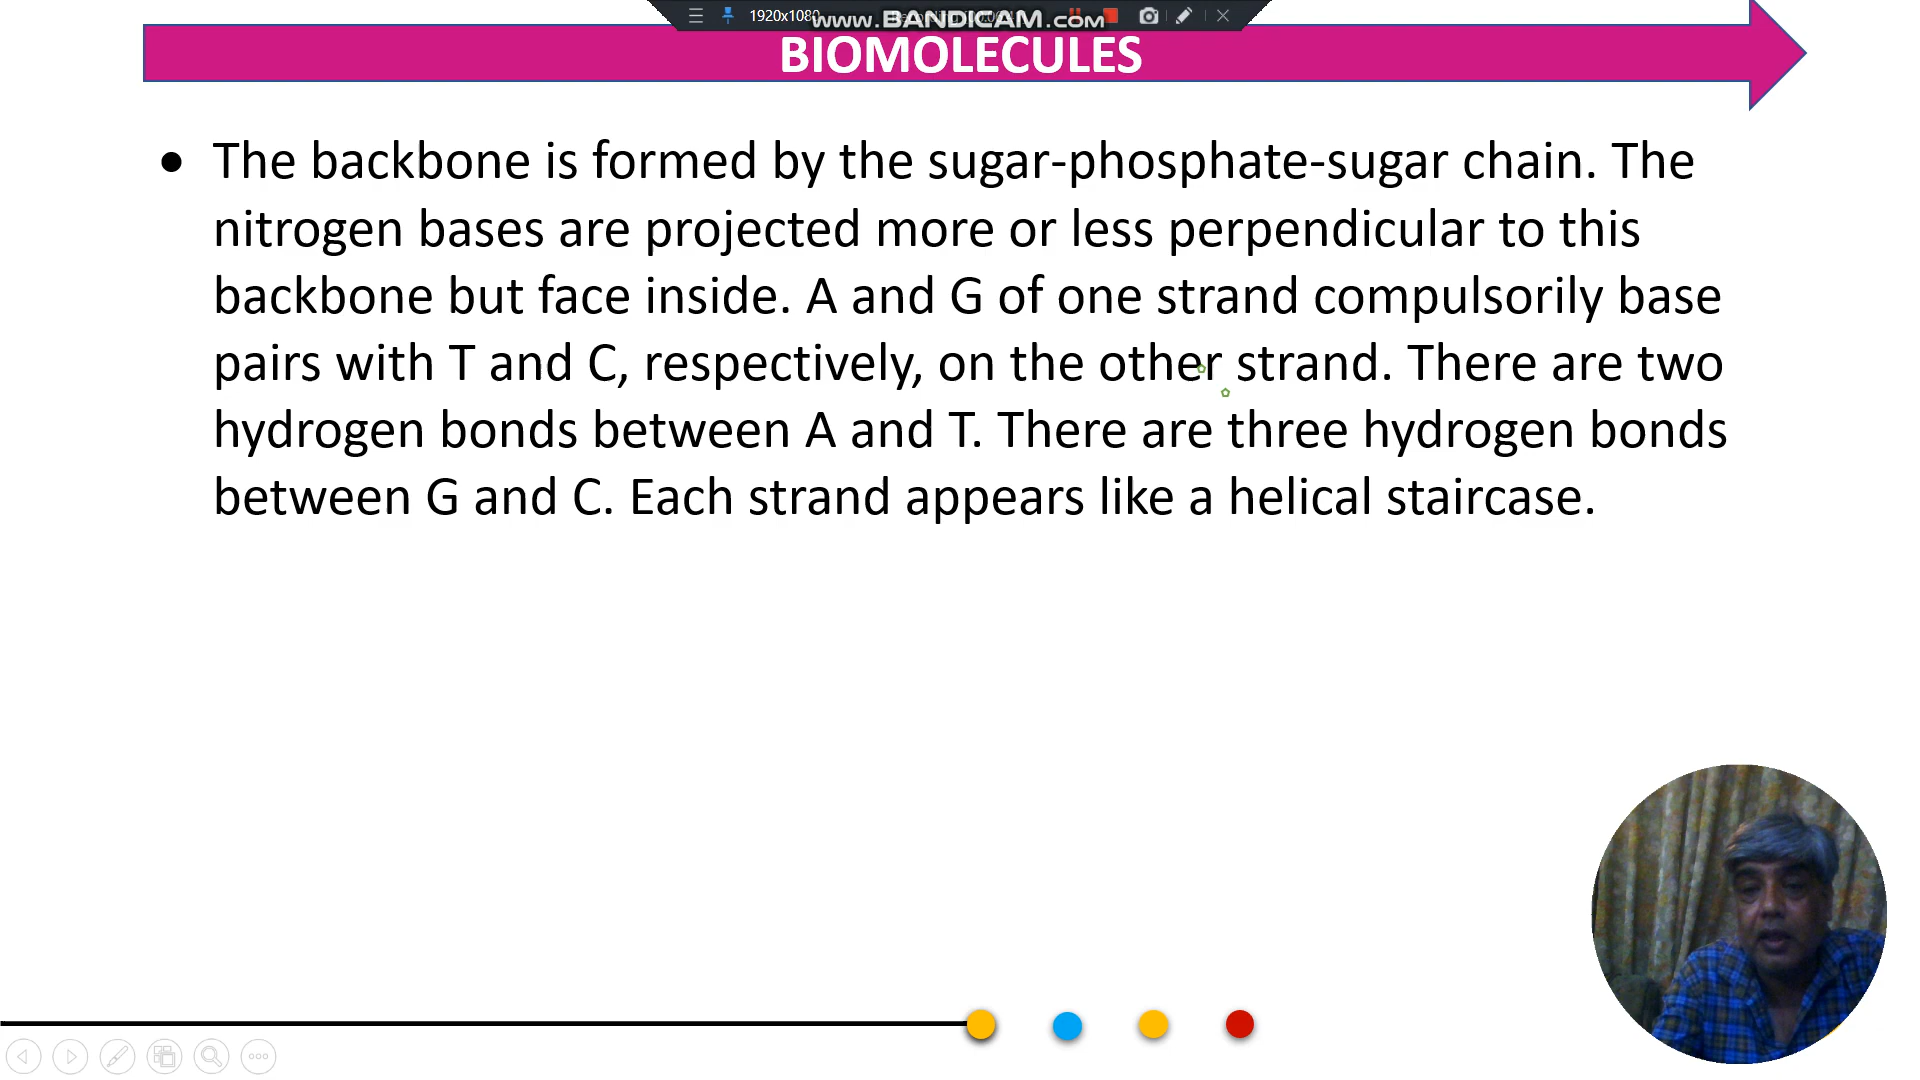 1920x1080
www.BANDICAM.com
BIOMOLECULES
• The backbone is formed by the sugar-phosphate-sugar chain. The
nitrogen bases are projected more or less perpendicular to this
backbone but face inside. A and G of one strand compulsorily base
pairs with T and C, respectively, on the other strand. There are two
hydrogen bonds between A and T. There are three hydrogen bonds
between G and C. Each strand appears like a helical staircase.